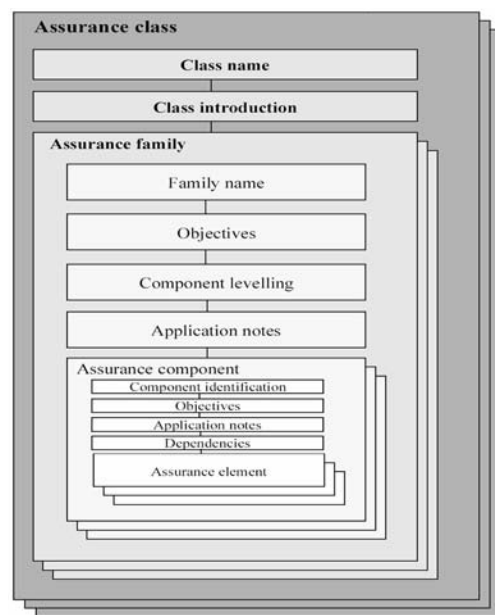 Assurance class
Class name
Class introduction
Assurance family
Family name
Objectives
Component levelling
Application notes
Assurance component
Component identification
Objectives
Application notes
Dependencies
Assurance element